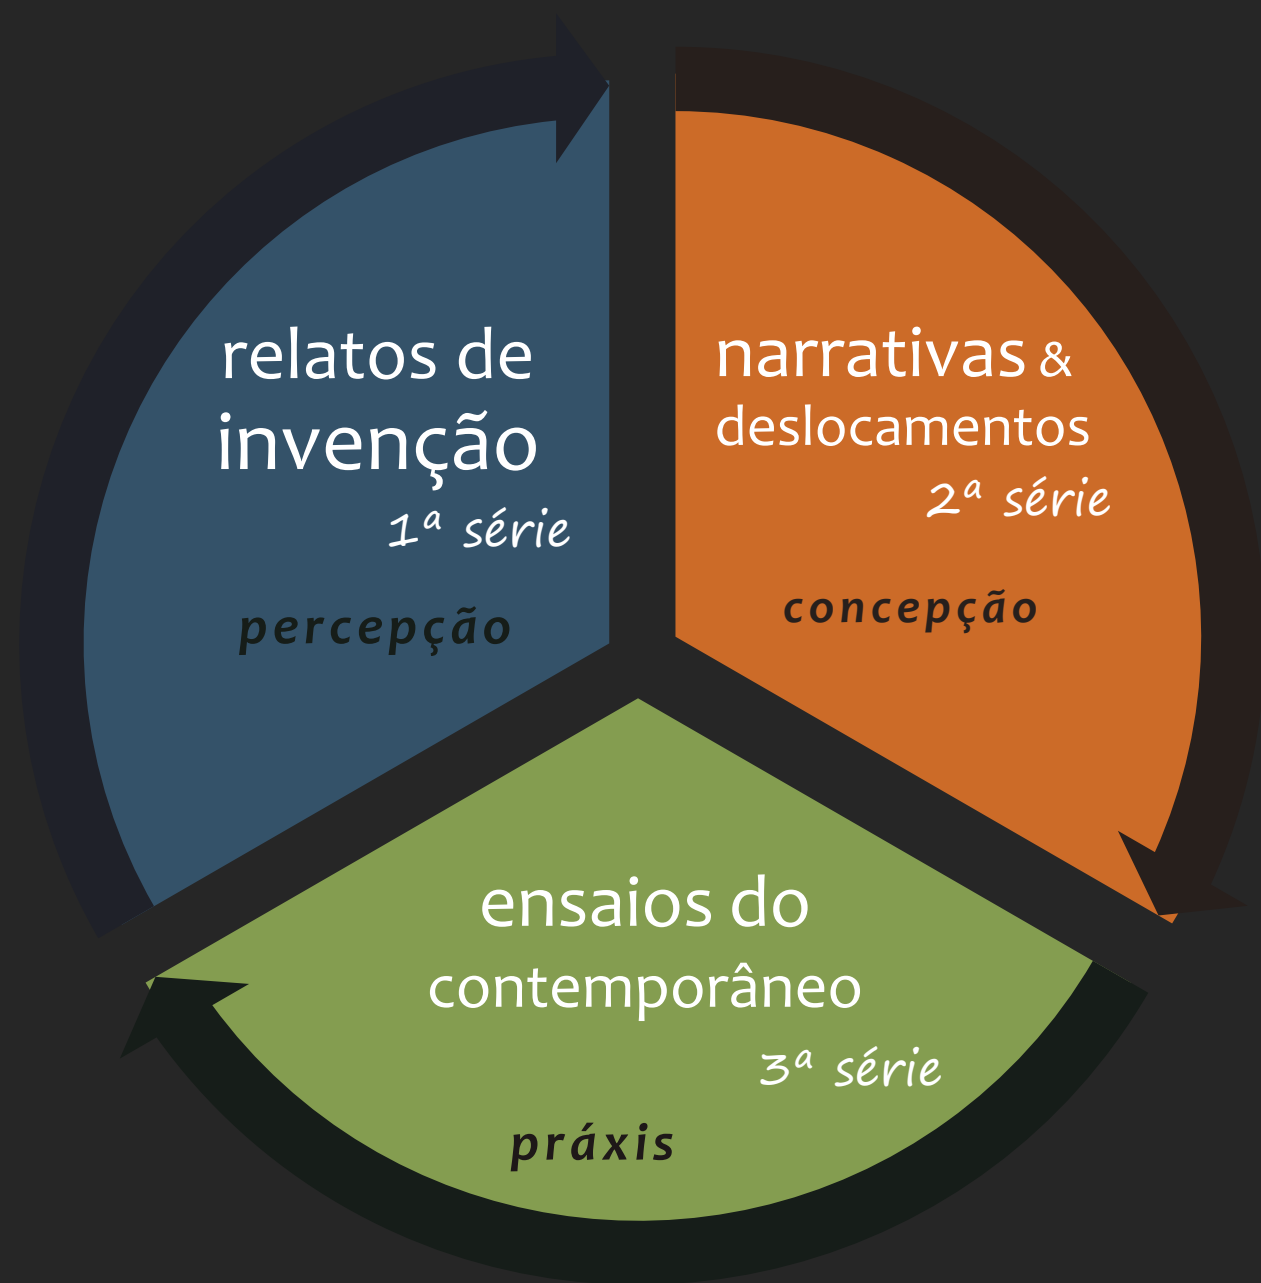 relatos de
invenção
1ª série
percepção
narrativas &
deslocamentos
2ª série
concepção
ensaios do
contemporâneo
3ª série
práxis